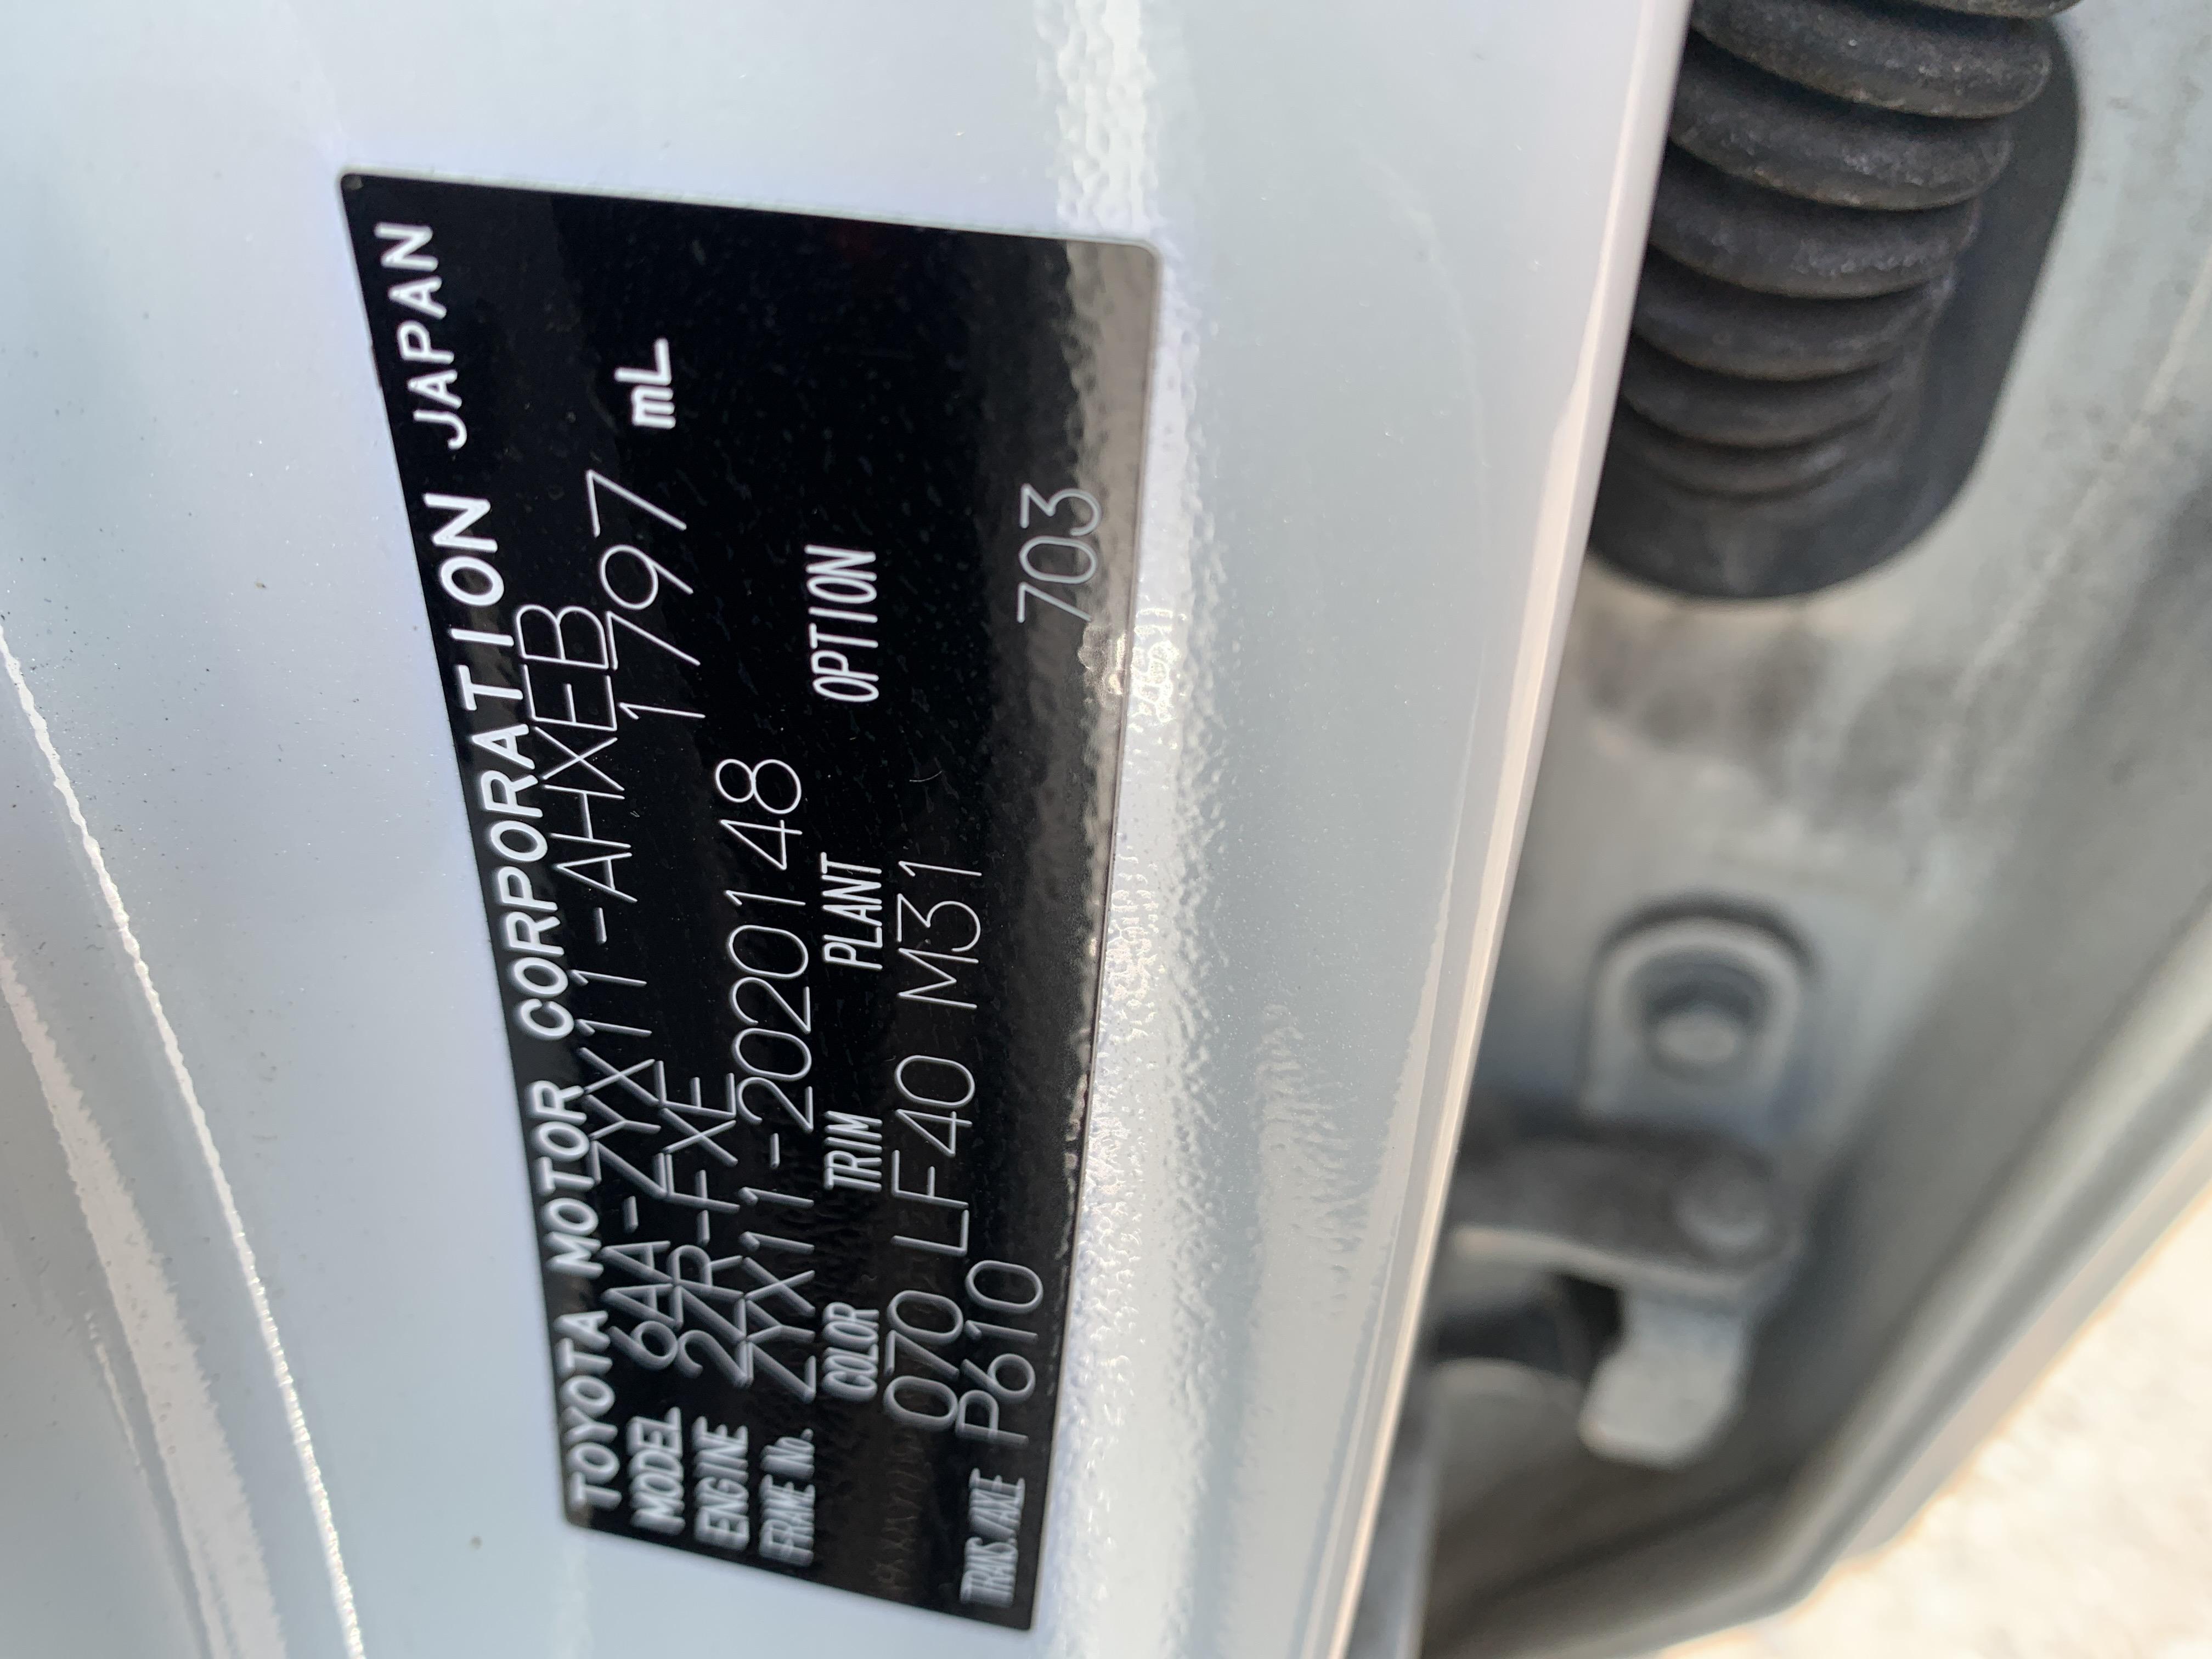 TOYOTA MOTOR CORPORATION JAPAN
MODEL 6AA-ZYX11-AHXEB
ENGINE 2ZR-FXE 1797 mL
FRAME No. ZYX11-2020148
COLOR TRIM PLANT OPTION
070 LF40 M31
TRANS./AXLE P610 703